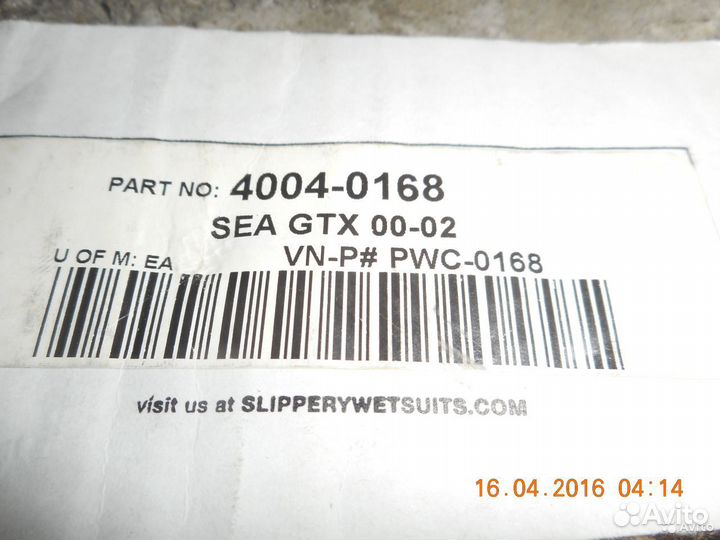 PART NO: 4004-0168
SEA GTX 00-02
U OF M: EA VN-P# PWC-0168
visit us at SLIPPERYWETSUITS.COM
16.04.2016 04:14
Avito
Avito